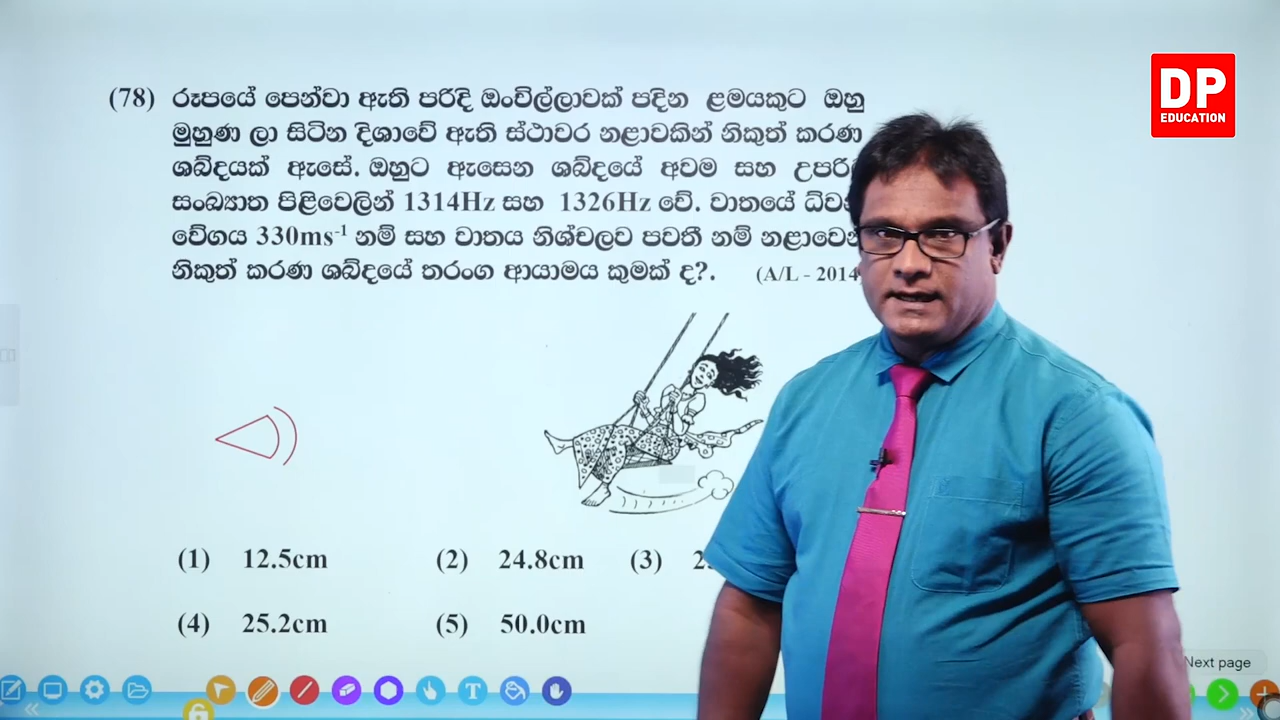 DP
EDUCATION
(78) රූපයේ පෙන්වා ඇති පරිදි ඔංචිල්ලාවක් පදින ළමයකුට ඔහු
මුහුණ ලා සිටින දිශාවේ ඇති ස්ථාවර නළාවකින් නිකුත් කරණ
ශබ්දයක් ඇසේ. ඔහුට ඇසෙන ශබ්දයේ අවම සහ
සංඛ්‍යාත පිළිවෙලින් 1314Hz සහ 1326Hz වේ. වාතයේ
වේගය 330ms⁻¹ නම් සහ වාතය නිශ්චලව පවතී නම්
නිකුත් කරණ ශබ්දයේ තරංග ආයාමය කුමක් ද?. (A/L - 2014
(1) 12.5cm (2) 24.8cm (3)
(4) 25.2cm (5) 50.0cm
Next page